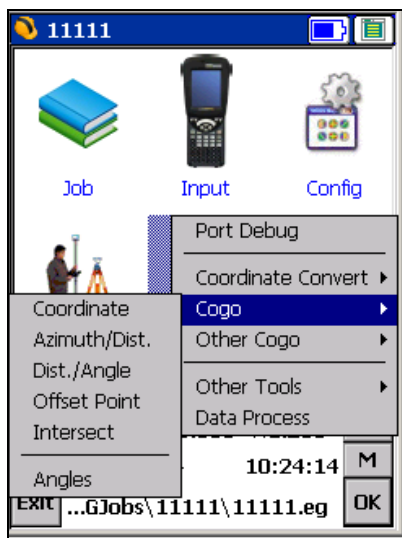 11111
Job Input Config
Port Debug
Coordinate Convert
Cogo
Other Cogo
Other Tools
Data Process
Coordinate
Azimuth/Dist.
Dist./Angle
Offset Point
Intersect
Angles
10:24:14 M
Exit ...GJobs\11111\11111.eg OK